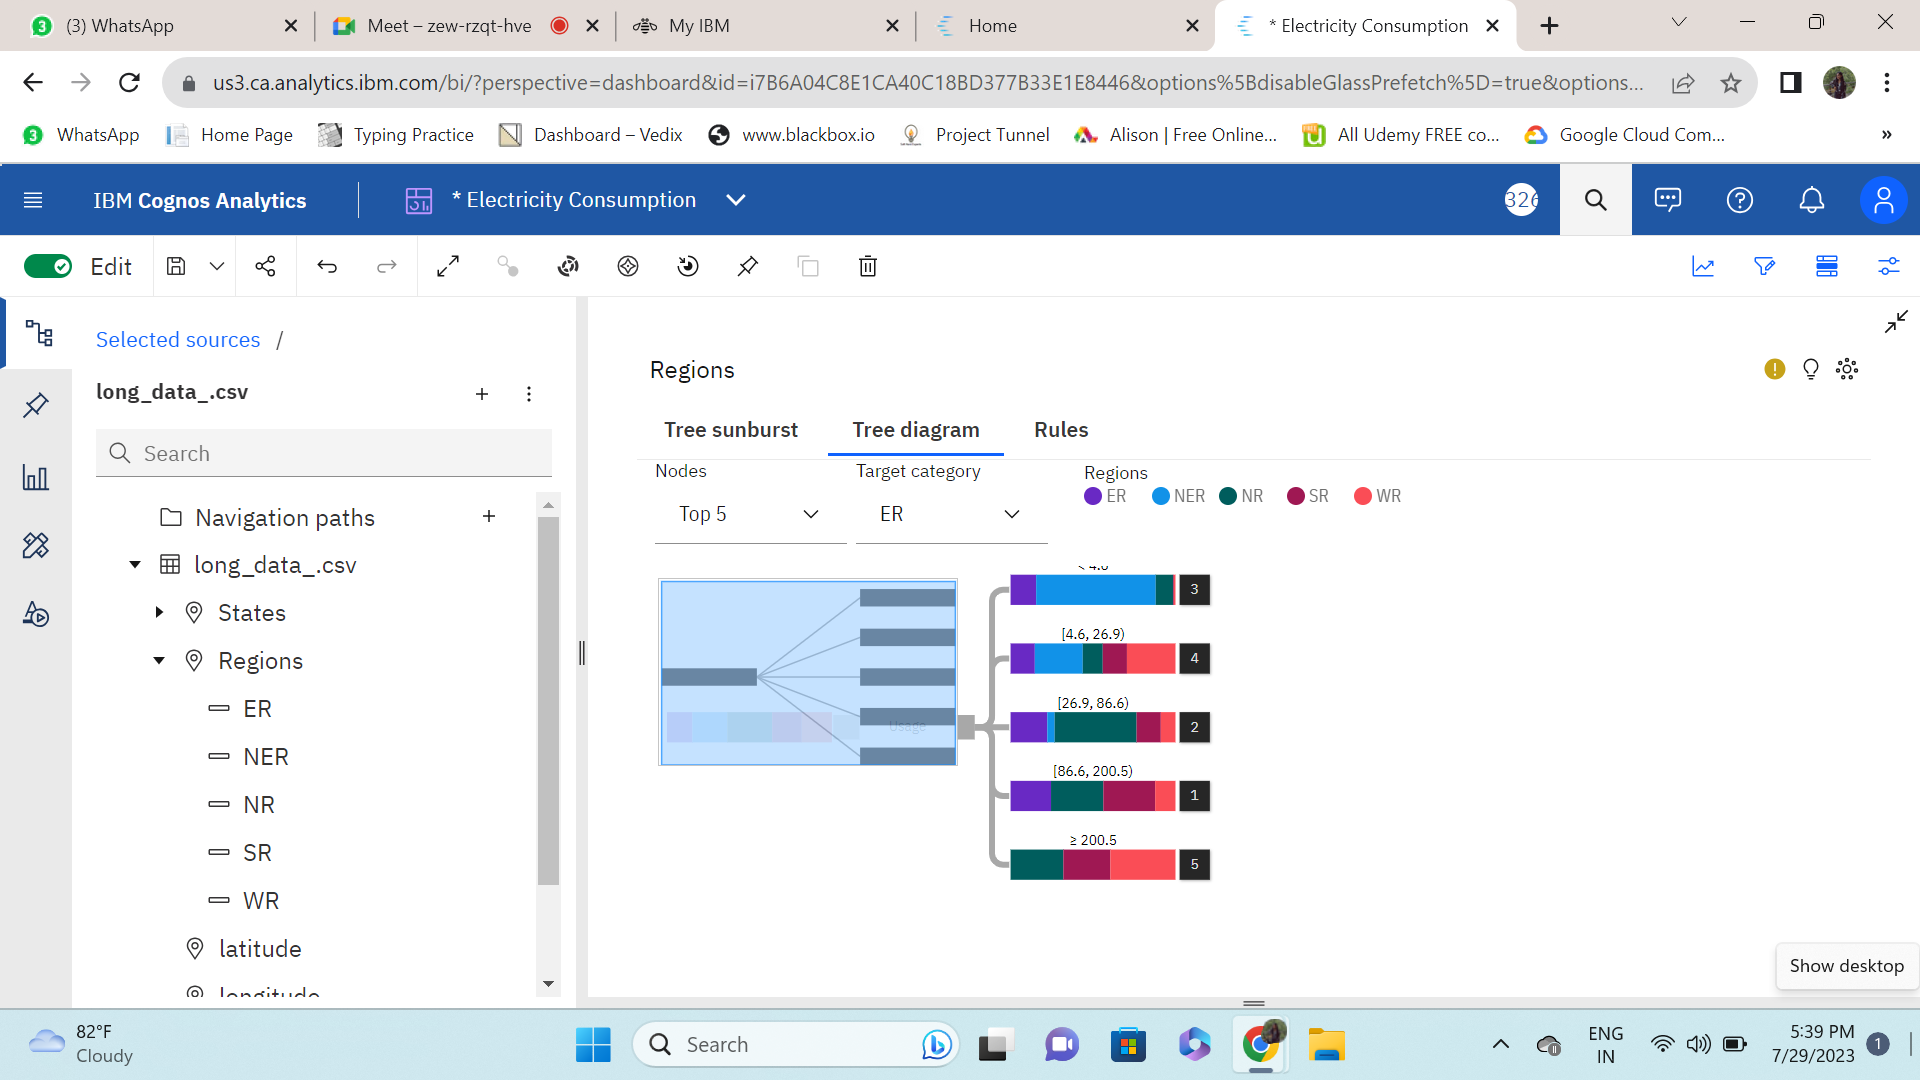 (3) WhatsApp
Meet – zew-rzqt-hve
My IBM
Home
* Electricity Consumption
us3.ca.analytics.ibm.com/bi/?perspective=dashboard&id=i7B6A04C8E1CA40C18BD377B33E1E8446&options%5BdisableGlassPrefetch%5D=true&options...
3 WhatsApp
Home Page
Typing Practice
Dashboard – Vedix
www.blackbox.io
Project Tunnel
Alison | Free Online...
All Udemy FREE co...
Google Cloud Com...
»
IBM Cognos Analytics
* Electricity Consumption
326
Edit
Selected sources /
long_data_.csv
Search
Navigation paths
long_data_.csv
States
Regions
ER
NER
NR
SR
WR
latitude
longitude
Regions
Tree sunburst
Tree diagram
Rules
Nodes
Top 5
Target category
ER
Regions
ER NER NR SR WR
Usage
< 4.6
3
[4.6, 26.9)
4
[26.9, 86.6)
2
[86.6, 200.5)
1
≥ 200.5
5
Show desktop
82°F
Cloudy
Search
ENG
IN
5:39 PM
7/29/2023
1